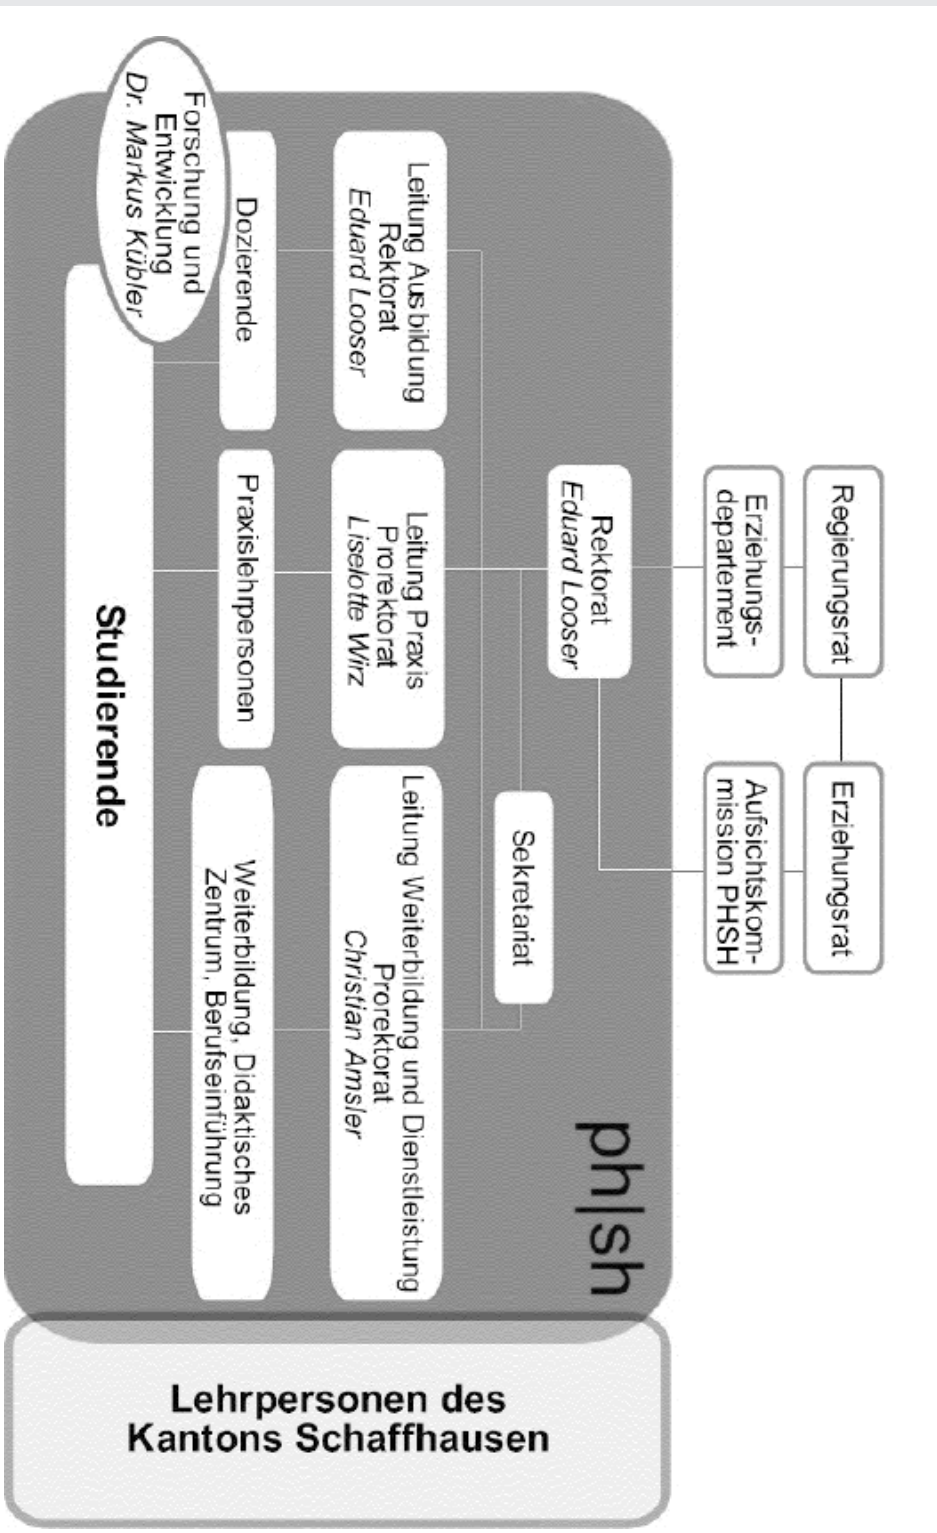 Regierungsrat
Erziehungsrat
Erziehungs-
departement
Aufsichtskom-
mission PHSH
Rektorat
Eduard Looser
ph|sh
Sekretariat
Leitung Ausbildung
Rektorat
Eduard Looser
Leitung Praxis
Prorektorat
Liselotte Wirz
Leitung Weiterbildung und Dienstleistung
Prorektorat
Christian Amsler
Dozierende
Praxislehrpersonen
Weiterbildung, Didaktisches
Zentrum, Berufseinführung
Forschung und
Entwicklung
Dr. Markus Kübler
Studierende
Lehrpersonen des
Kantons Schaffhausen